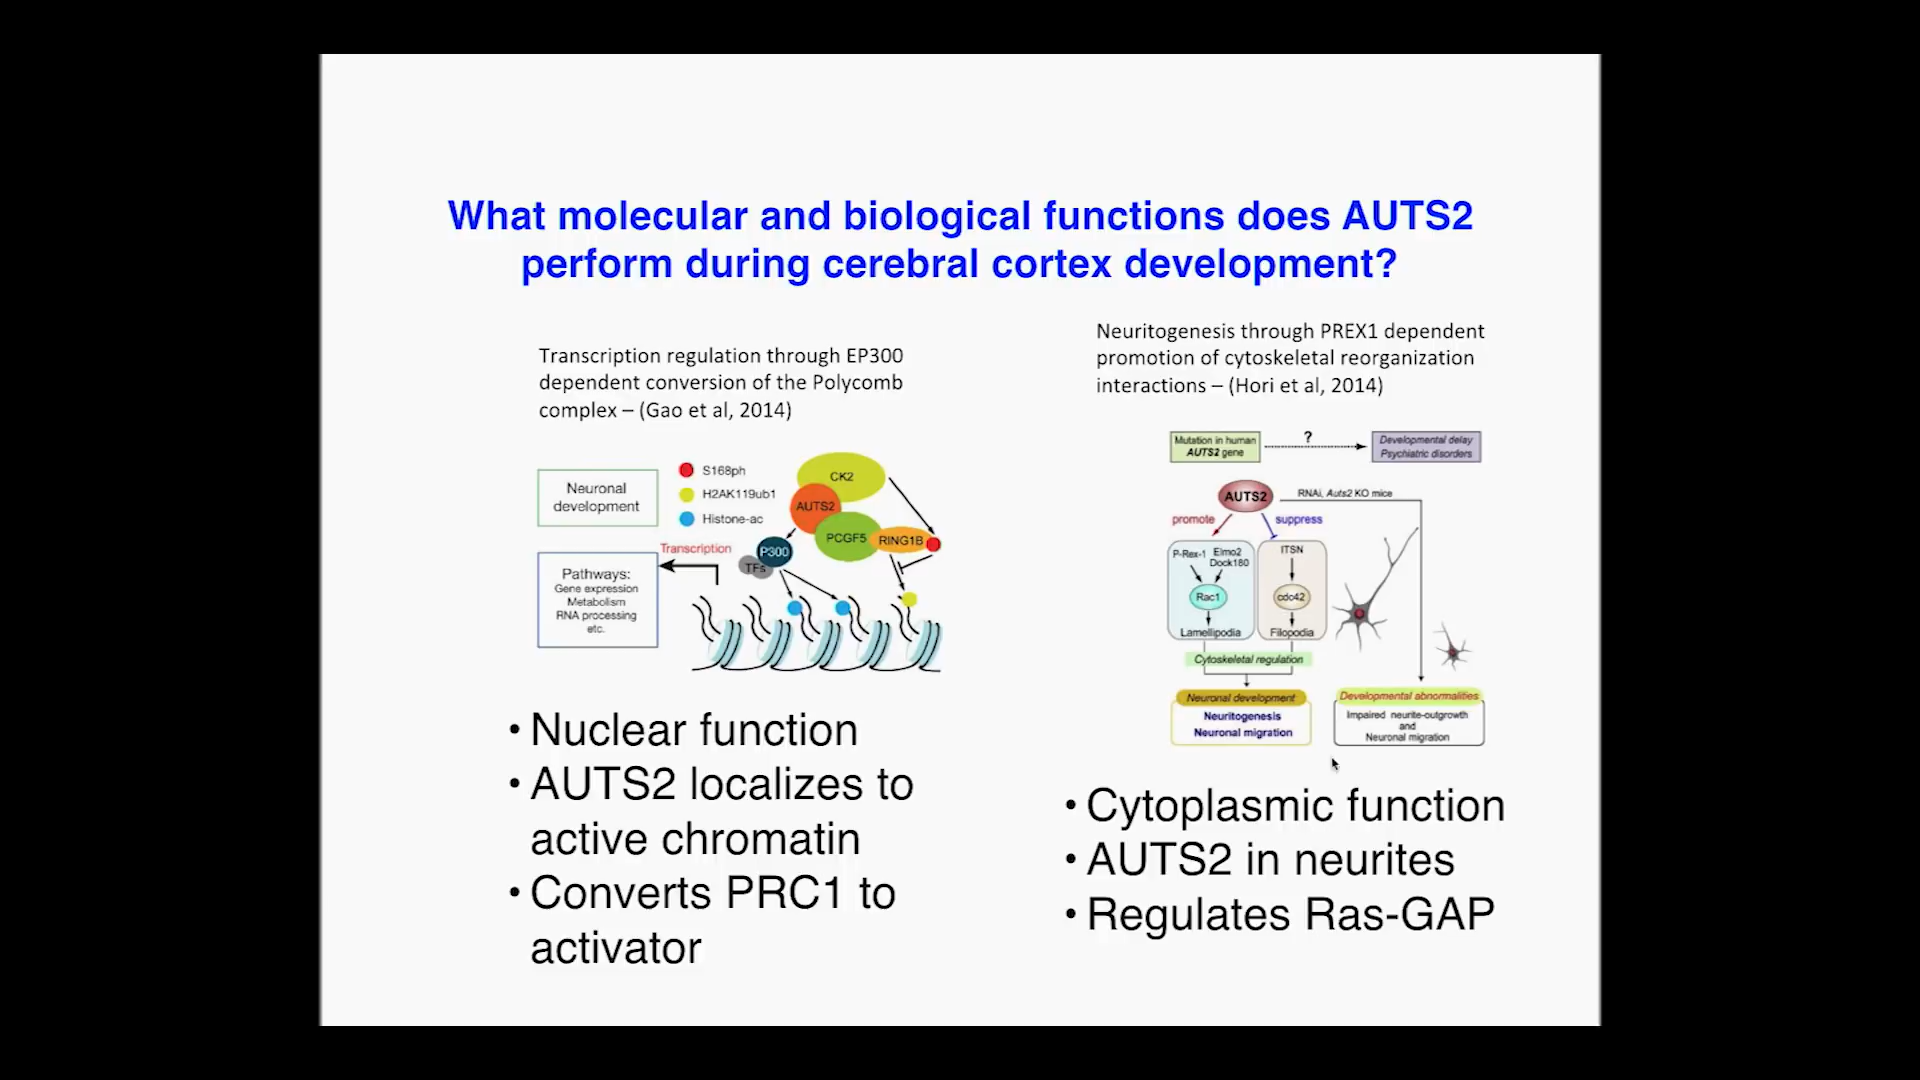 What molecular and biological functions does AUTS2
perform during cerebral cortex development?
Transcription regulation through EP300
dependent conversion of the Polycomb
complex – (Gao et al, 2014)
Neuronal
development
S168ph
H2AK119ub1
Histone-ac
CK2
AUTS2
PCGF5
RING1B
P300
TFs
Transcription
Pathways:
Gene expression
Metabolism
RNA processing
etc.
• Nuclear function
• AUTS2 localizes to
active chromatin
• Converts PRC1 to
activator
Neuritogenesis through PREX1 dependent
promotion of cytoskeletal reorganization
interactions – (Hori et al, 2014)
Mutation in human
AUTS2 gene
?
Developmental delay
Psychiatric disorders
AUTS2
RNAi, Auts2 KO mice
promote
suppress
P-Rex-1
Elmo2
Dock180
ITSN
Rac1
cdc42
Lamellipodia
Filopodia
Cytoskeletal regulation
Neuronal development
Neuritogenesis
Neuronal migration
Developmental abnormalities
Impaired neurite-outgrowth
and
Neuronal migration
• Cytoplasmic function
• AUTS2 in neurites
• Regulates Ras-GAP